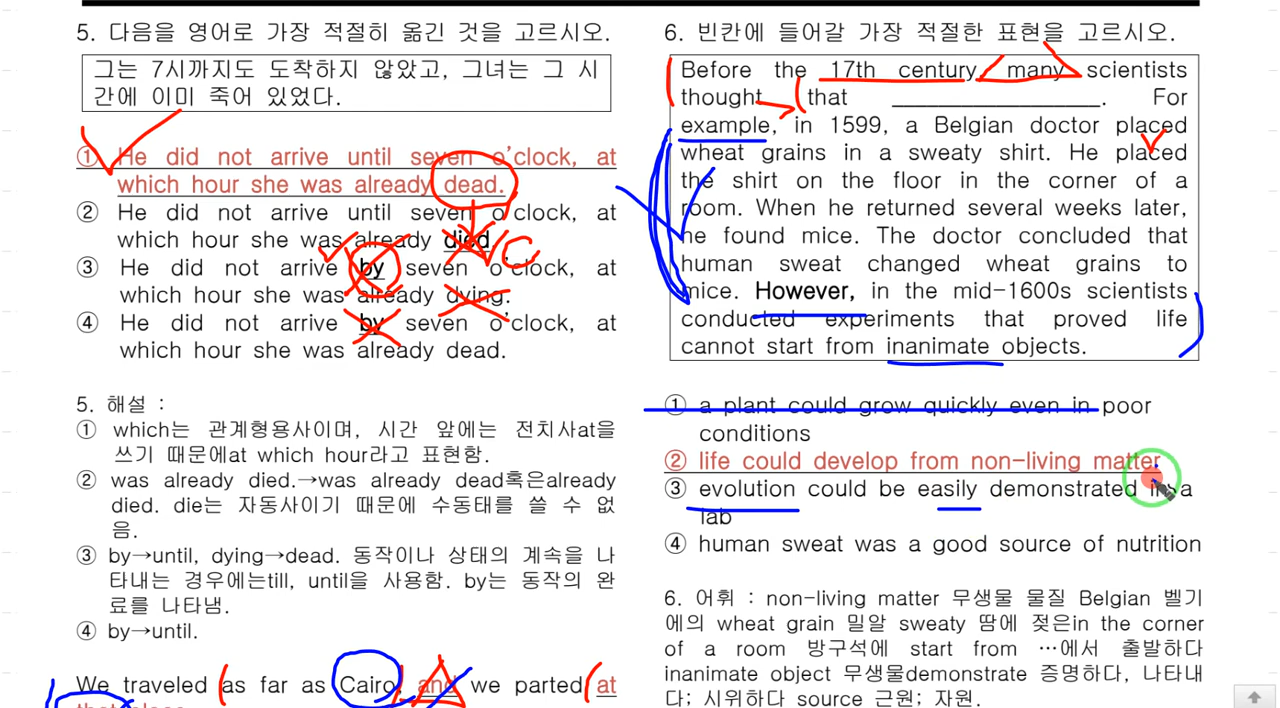 5. 다음을 영어로 가장 적절히 옮긴 것을 고르시오.
그는 7시까지도 도착하지 않았고, 그녀는 그 시
간에 이미 죽어 있었다.
① He did not arrive until seven o'clock, at
which hour she was already dead.
② He did not arrive until seven o'clock, at
which hour she was already died.
③ He did not arrive by seven o'clock, at
which hour she was already dying.
④ He did not arrive by seven o'clock, at
which hour she was already dead.
5. 해설 :
① which는 관계형용사이며, 시간 앞에는 전치사at을
쓰기 때문에at which hour라고 표현함.
② was already died.→was already dead혹은already
died. die는 자동사이기 때문에 수동태를 쓸 수 없
음.
③ by→until, dying→dead. 동작이나 상태의 계속을 나
타내는 경우에는till, until을 사용함. by는 동작의 완
료를 나타냄.
④ by→until.
We traveled as far as Cairo, and we parted at
that place.
6. 빈칸에 들어갈 가장 적절한 표현을 고르시오.
Before the 17th century, many scientists
thought that ____________________. For
example, in 1599, a Belgian doctor placed
wheat grains in a sweaty shirt. He placed
the shirt on the floor in the corner of a
room. When he returned several weeks later,
he found mice. The doctor concluded that
human sweat changed wheat grains to
mice. However, in the mid-1600s scientists
conducted experiments that proved life
cannot start from inanimate objects.
① a plant could grow quickly even in poor
conditions
② life could develop from non-living matter
③ evolution could be easily demonstrated in a
lab
④ human sweat was a good source of nutrition
6. 어휘 : non-living matter 무생물 물질 Belgian 벨기
에의 wheat grain 밀알 sweaty 땀에 젖은in the corner
of a room 방구석에 start from …에서 출발하다
inanimate object 무생물demonstrate 증명하다, 나타내
다; 시위하다 source 근원; 자원.